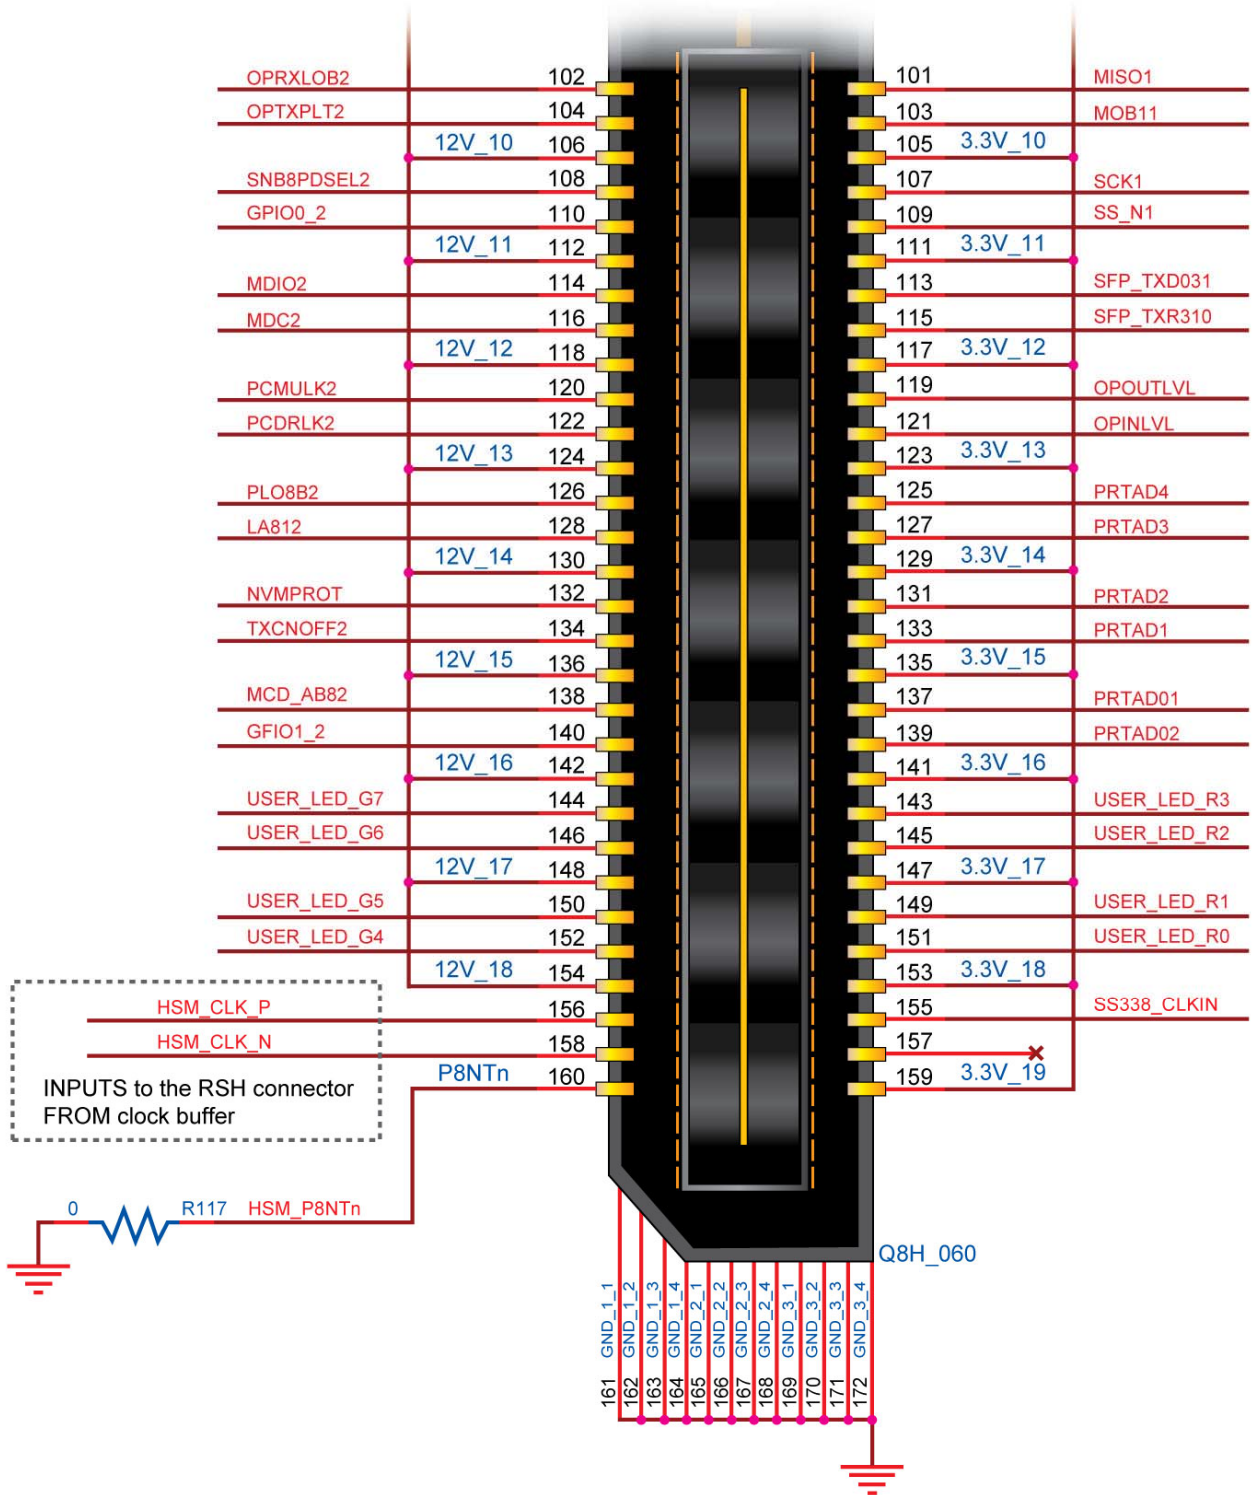 OPRXLOB2 102 101 MISO1
OPTXPLT2 104 103 MOB11
12V_10 106 105 3.3V_10
SNB8PDSEL2 108 107 SCK1
GPIO0_2 110 109 SS_N1
12V_11 112 111 3.3V_11
MDIO2 114 113 SFP_TXD031
MDC2 116 115 SFP_TXR310
12V_12 118 117 3.3V_12
PCMULK2 120 119 OPOUTLVL
PCDRLK2 122 121 OPINLVL
12V_13 124 123 3.3V_13
PLO8B2 126 125 PRTAD4
LA812 128 127 PRTAD3
12V_14 130 129 3.3V_14
NVMPROT 132 131 PRTAD2
TXCNOFF2 134 133 PRTAD1
12V_15 136 135 3.3V_15
MCD_AB82 138 137 PRTAD01
GFIO1_2 140 139 PRTAD02
12V_16 142 141 3.3V_16
USER_LED_G7 144 143 USER_LED_R3
USER_LED_G6 146 145 USER_LED_R2
12V_17 148 147 3.3V_17
USER_LED_G5 150 149 USER_LED_R1
USER_LED_G4 152 151 USER_LED_R0
12V_18 154 153 3.3V_18
HSM_CLK_P 156 155 SS338_CLKIN
HSM_CLK_N 158 157
P8NTn 160 159 3.3V_19
INPUTS to the RSH connector
FROM clock buffer
0 R117 HSM_P8NTn
Q8H_060
GND_1_1 161
GND_1_2 162
GND_1_3 163
GND_1_4 164
GND_2_1 165
GND_2_2 166
GND_2_3 167
GND_2_4 168
GND_3_1 169
GND_3_2 170
GND_3_3 171
GND_3_4 172